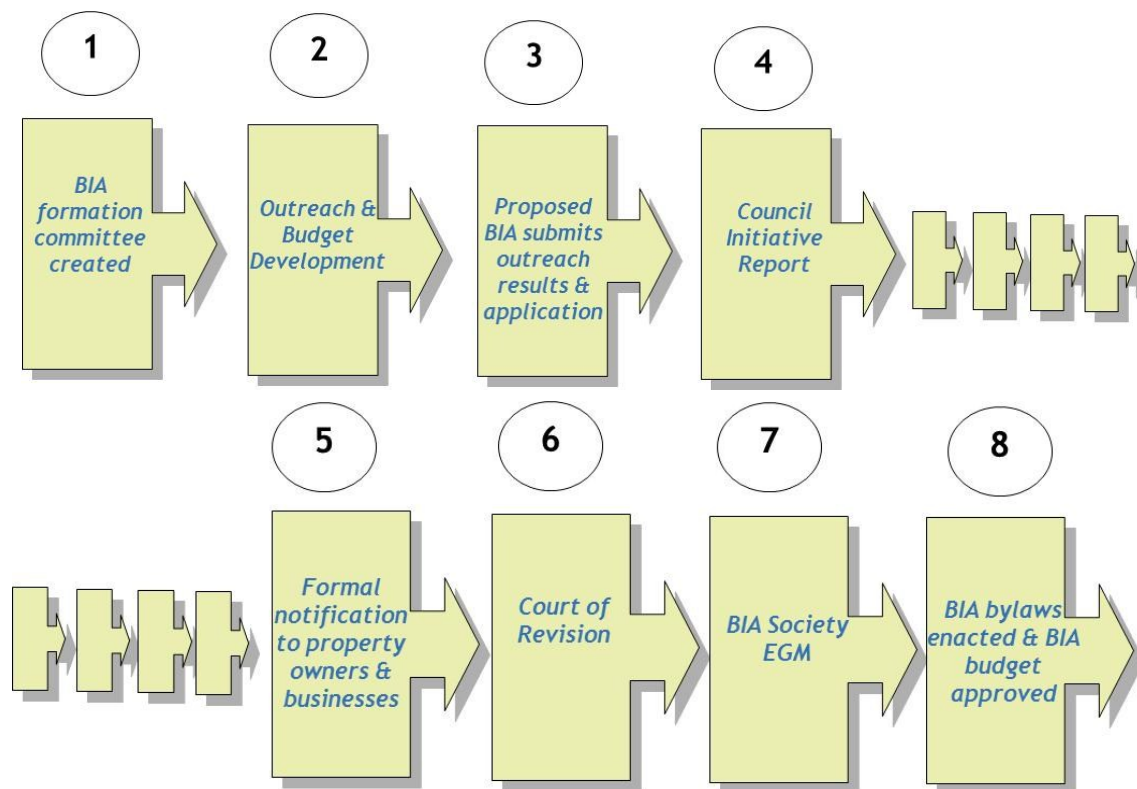 1
BIA
formation
committee
created
2
Outreach &
Budget
Development
3
Proposed
BIA submits
outreach
results &
application
4
Council
Initiative
Report
5
Formal
notification
to property
owners &
businesses
6
Court of
Revision
7
BIA Society
EGM
8
BIA bylaws
enacted & BIA
budget
approved